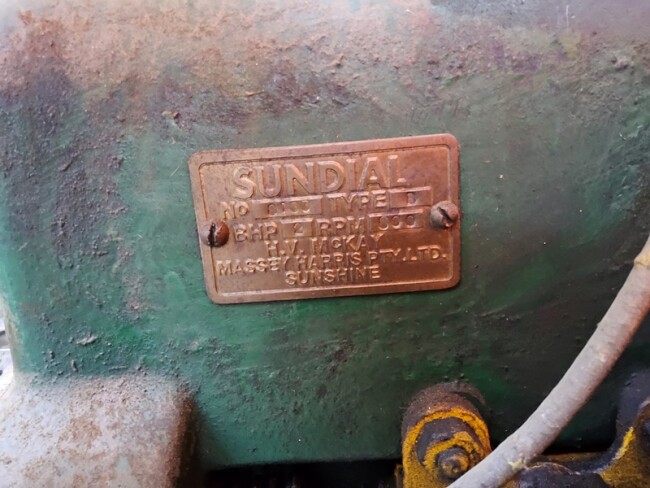 SUNDIAL
NO TYPE D
BHP RPM
H.V. MCKAY
MASSEY HARRIS PTY. LTD.
SUNSHINE